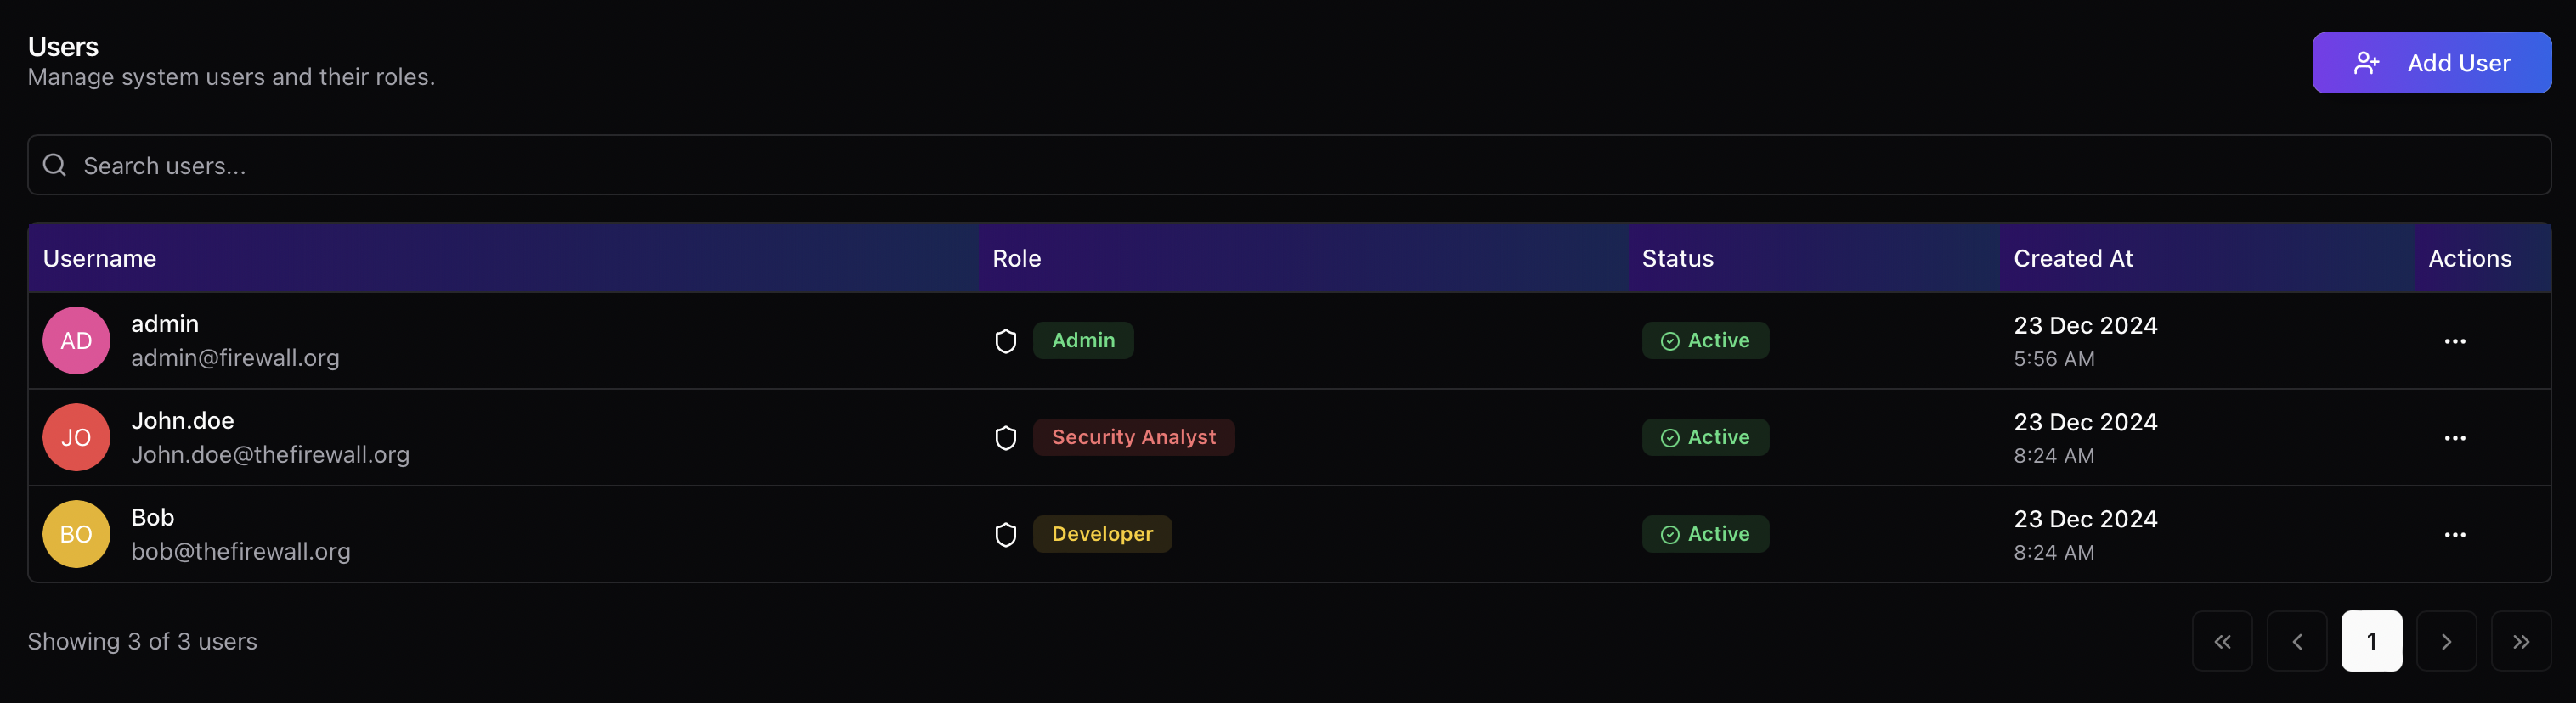 Users
Manage system users and their roles.
Add User
Search users...
Username Role Status Created At Actions
AD admin Admin Active 23 Dec 2024
admin@firewall.org 5:56 AM
JO John.doe Security Analyst Active 23 Dec 2024
John.doe@thefirewall.org 8:24 AM
BO Bob Developer Active 23 Dec 2024
bob@thefirewall.org 8:24 AM
Showing 3 of 3 users
1